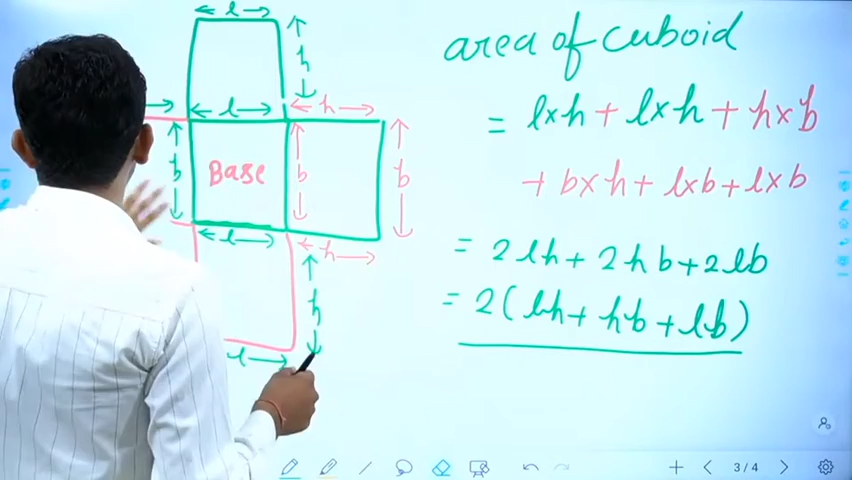 area of cuboid
= l×h + l×h + h×b
+ b×h + l×b + l×b
= 2lh + 2hb + 2lb
= 2(lh + hb + lb)
l
h
l
h
b
Base
b
b
l
h
h
l
3/4